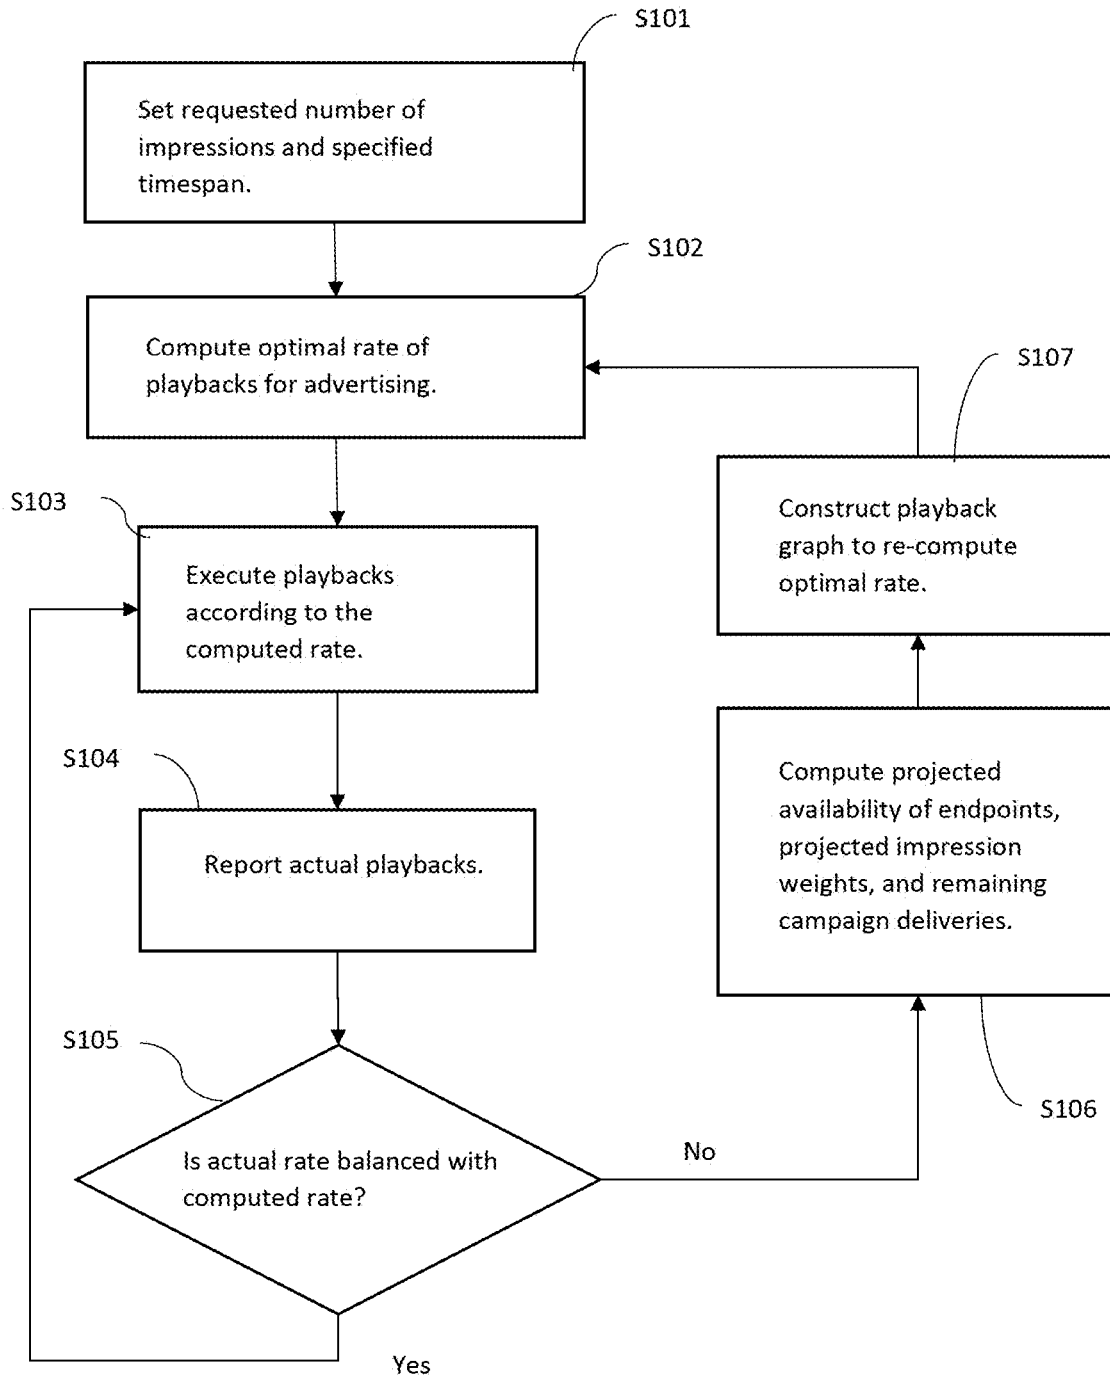 S101
Set requested number of
impressions and specified
timespan.
S102
Compute optimal rate of
playbacks for advertising.
S107
Construct playback
graph to re-compute
optimal rate.
S103
Execute playbacks
according to the
computed rate.
S104
Report actual playbacks.
Compute projected
availability of endpoints,
projected impression
weights, and remaining
campaign deliveries.
S106
S105
Is actual rate balanced with
computed rate?
No
Yes